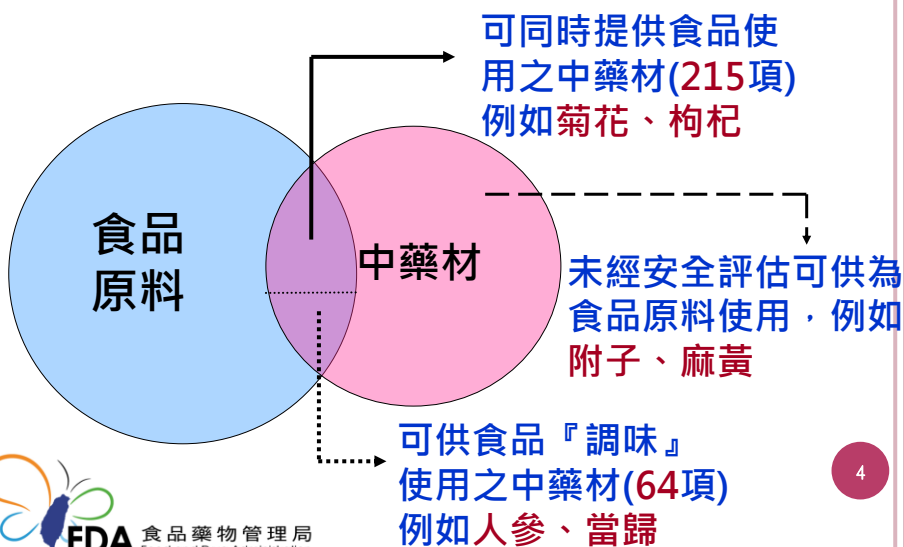 可同時提供食品使
用之中藥材(215項)
例如菊花、枸杞
食品
原料
中藥材
未經安全評估可供為
食品原料使用，例如
附子、麻黃
可供食品『調味』
使用之中藥材(64項)
例如人參、當歸
4
FDA 食品藥物管理局